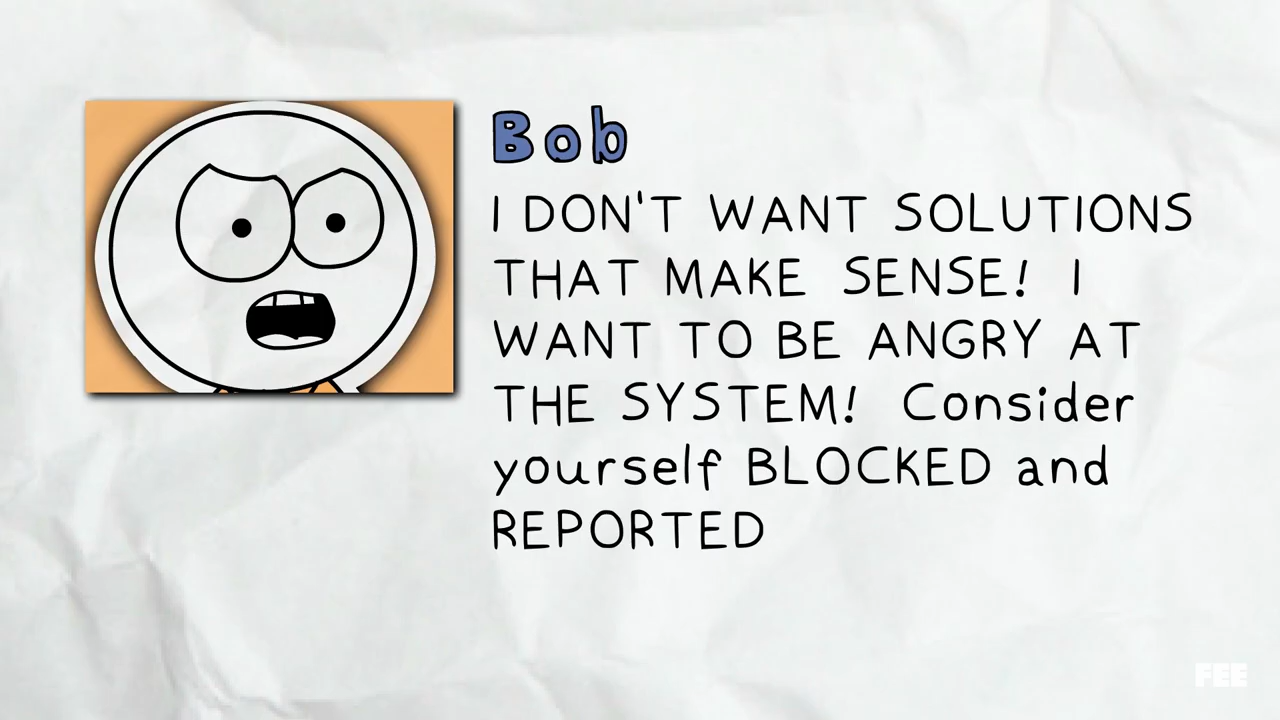 Bob
I DON'T WANT SOLUTIONS
THAT MAKE SENSE! I
WANT TO BE ANGRY AT
THE SYSTEM! Consider
yourself BLOCKED and
REPORTED
FEE